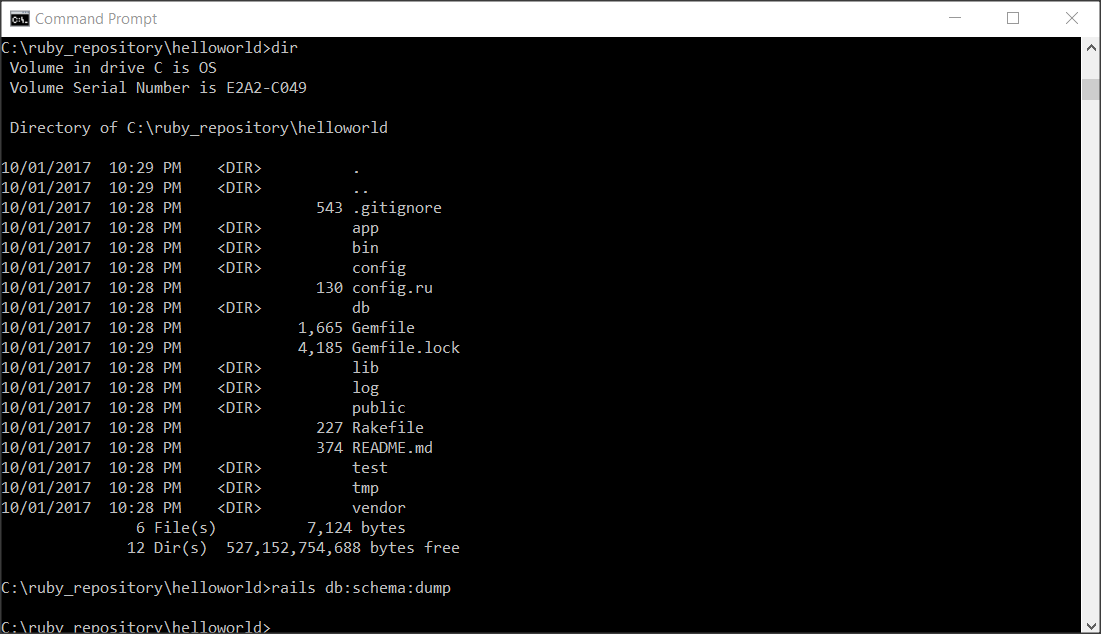 Command Prompt
C:\ruby_repository\helloworld>dir
 Volume in drive C is OS
 Volume Serial Number is E2A2-C049

 Directory of C:\ruby_repository\helloworld

10/01/2017  10:29 PM    <DIR>          .
10/01/2017  10:29 PM    <DIR>          ..
10/01/2017  10:28 PM               543 .gitignore
10/01/2017  10:28 PM    <DIR>          app
10/01/2017  10:28 PM    <DIR>          bin
10/01/2017  10:28 PM    <DIR>          config
10/01/2017  10:28 PM               130 config.ru
10/01/2017  10:28 PM    <DIR>          db
10/01/2017  10:28 PM             1,665 Gemfile
10/01/2017  10:29 PM             4,185 Gemfile.lock
10/01/2017  10:28 PM    <DIR>          lib
10/01/2017  10:28 PM    <DIR>          log
10/01/2017  10:28 PM    <DIR>          public
10/01/2017  10:28 PM               227 Rakefile
10/01/2017  10:28 PM               374 README.md
10/01/2017  10:28 PM    <DIR>          test
10/01/2017  10:28 PM    <DIR>          tmp
10/01/2017  10:28 PM    <DIR>          vendor
               6 File(s)          7,124 bytes
              12 Dir(s)  527,152,754,688 bytes free

C:\ruby_repository\helloworld>rails db:schema:dump

C:\ruby_repository\helloworld>